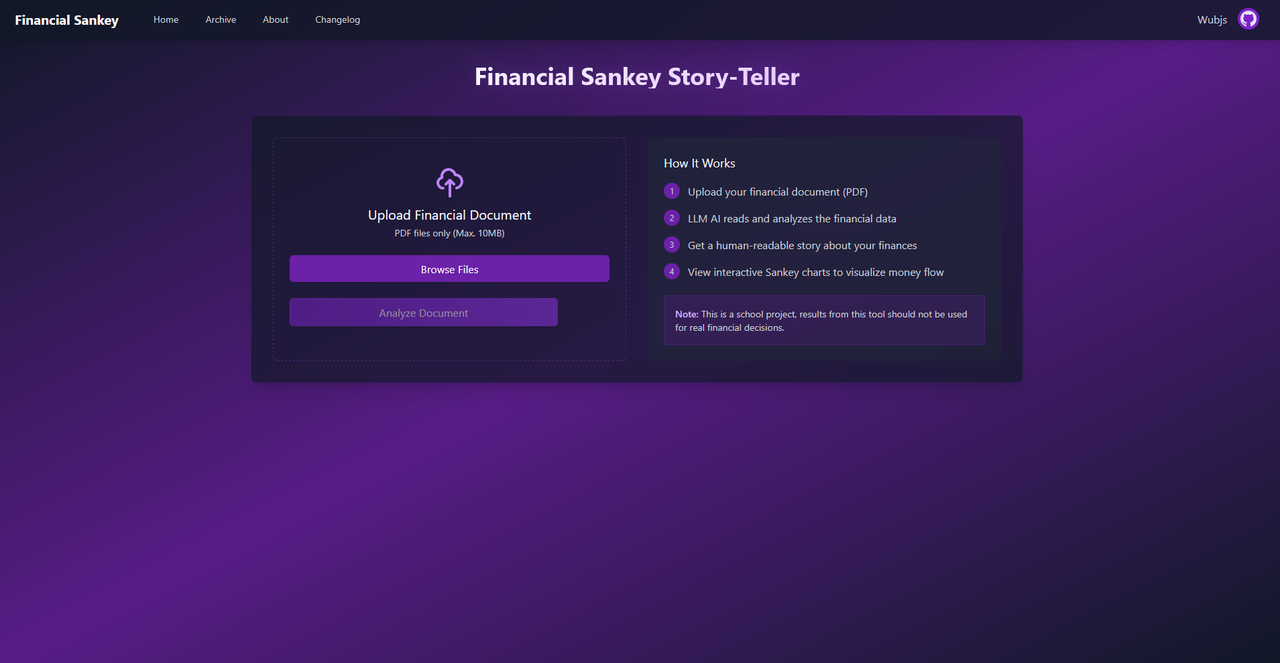 Financial Sankey
Home
Archive
About
Changelog
Wubjs
Financial Sankey Story-Teller
Upload Financial Document
PDF files only (Max. 10MB)
Browse Files
Analyze Document
How It Works
1 Upload your financial document (PDF)
2 LLM AI reads and analyzes the financial data
3 Get a human-readable story about your finances
4 View interactive Sankey charts to visualize money flow
Note: This is a school project, results from this tool should not be used
for real financial decisions.